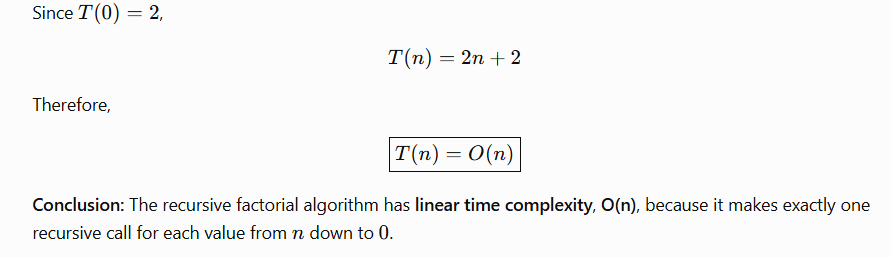 Since T(0) = 2,
T(n) = 2n + 2
Therefore,
T(n) = O(n)
Conclusion: The recursive factorial algorithm has linear time complexity, O(n), because it makes exactly one
recursive call for each value from n down to 0.